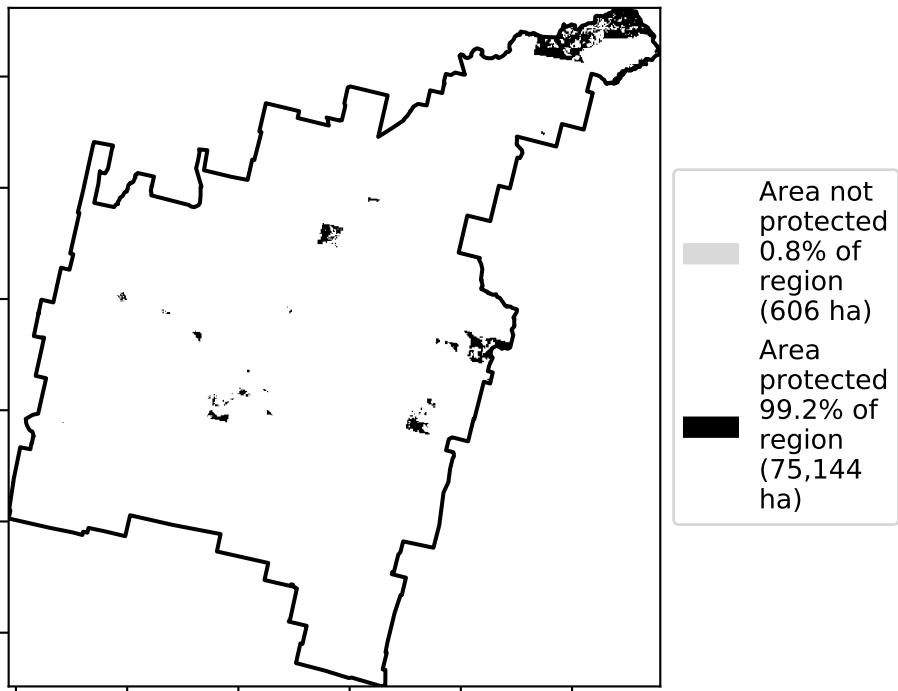 Area not
protected
0.8% of
region
(606 ha)
Area
protected
99.2% of
region
(75,144
ha)